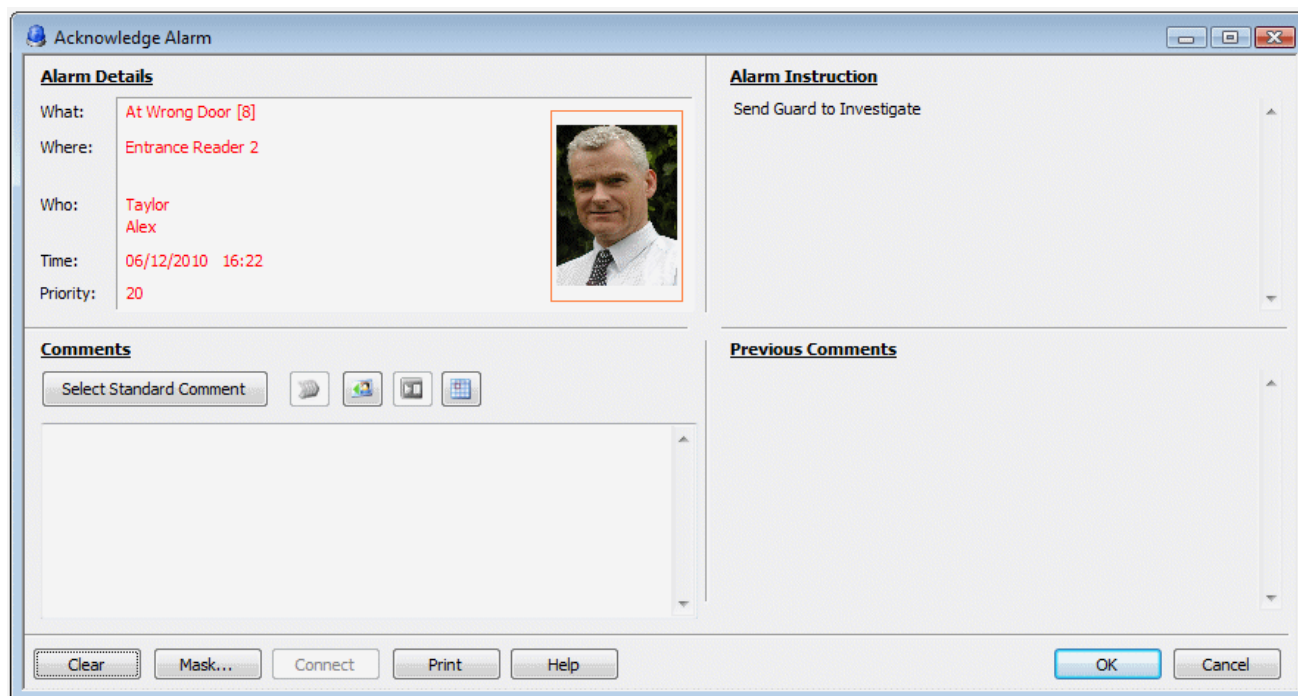 Acknowledge Alarm
Alarm Details
What: At Wrong Door [8]
Where: Entrance Reader 2
Who: Taylor
Alex
Time: 06/12/2010 16:22
Priority: 20
Alarm Instruction
Send Guard to Investigate
Comments
Select Standard Comment
Previous Comments
Clear Mask... Connect Print Help OK Cancel